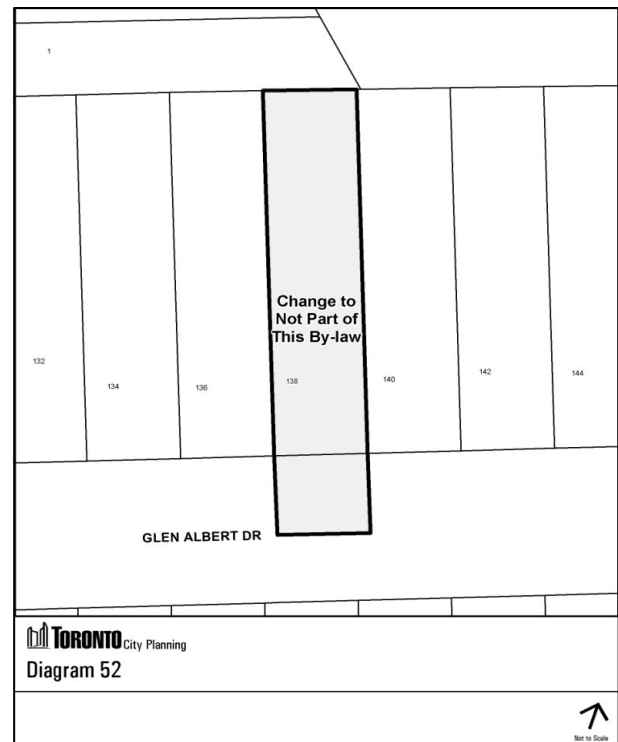 1
Change to
Not Part of
This By-law
132
134
136
138
140
142
144
GLEN ALBERT DR
TORONTO City Planning
Diagram 52
Not to Scale